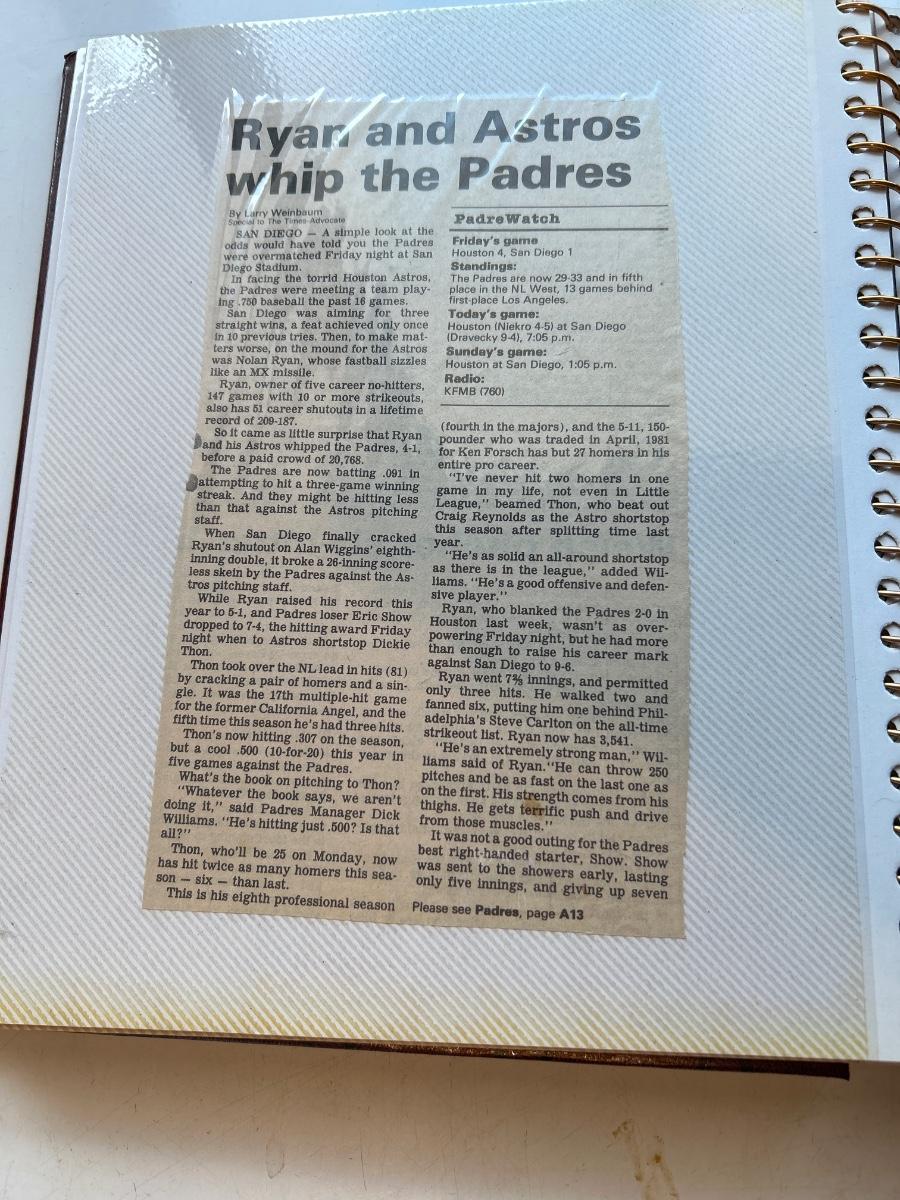 Ryan and Astros
whip the Padres
By Larry Weinbaum
Special to The Times-Advocate
SAN DIEGO — A simple look at the
odds would have told you the Padres
were overmatched Friday night at San
Diego Stadium.
In facing the torrid Houston Astros,
the Padres were meeting a team play-
ing .750 baseball the past 16 games.
San Diego was aiming for three
straight wins, a feat achieved only once
in 10 previous tries. Then, to make mat-
ters worse, on the mound for the Astros
was Nolan Ryan, whose fastball sizzles
like an MX missile.
Ryan, owner of five career no-hitters,
147 games with 10 or more strikeouts,
also has 51 career shutouts in a lifetime
record of 209-187.
So it came as little surprise that Ryan
and his Astros whipped the Padres, 4-1,
before a paid crowd of 20,768.
The Padres are now batting .091 in
attempting to hit a three-game winning
streak. And they might be hitting less
than that against the Astros pitching
staff.
When San Diego finally cracked
Ryan's shutout on Alan Wiggins' eighth-
inning double, it broke a 26-inning score-
less skein by the Padres against the As-
tros pitching staff.
While Ryan raised his record this
year to 5-1, and Padres loser Eric Show
dropped to 7-4, the hitting award Friday
night when to Astros shortstop Dickie
Thon.
Thon took over the NL lead in hits (81)
by cracking a pair of homers and a sin-
gle. It was the 17th multiple-hit game
for the former California Angel, and the
fifth time this season he's had three hits.
Thon's now hitting .307 on the season,
but a cool .500 (10-for-20) this year in
five games against the Padres.
What's the book on pitching to Thon?
"Whatever the book says, we aren't
doing it," said Padres Manager Dick
Williams. "He's hitting just .500? Is that
all?"
Thon, who'll be 25 on Monday, now
has hit twice as many homers this sea-
son — six — than last.
This is his eighth professional season
PadreWatch
Friday's game
Houston 4, San Diego 1
Standings:
The Padres are now 29-33 and in fifth
place in the NL West, 13 games behind
first-place Los Angeles.
Today's game:
Houston (Niekro 4-5) at San Diego
(Dravecky 9-4), 7:05 p.m.
Sunday's game:
Houston at San Diego, 1:05 p.m.
Radio:
KFMB (760)
(fourth in the majors), and the 5-11, 150-
pounder who was traded in April, 1981
for Ken Forsch has but 27 homers in his
entire pro career.
"I've never hit two homers in one
game in my life, not even in Little
League," beamed Thon, who beat out
Craig Reynolds as the Astro shortstop
this season after splitting time last
year.
"He's as solid an all-around shortstop
as there is in the league," added Wil-
liams. "He's a good offensive and defen-
sive player."
Ryan, who blanked the Padres 2-0 in
Houston last week, wasn't as over-
powering Friday night, but he had more
than enough to raise his career mark
against San Diego to 9-6.
Ryan went 7⅔ innings, and permitted
only three hits. He walked two and
fanned six, putting him one behind Phil-
adelphia's Steve Carlton on the all-time
strikeout list. Ryan now has 3,541.
"He's an extremely strong man," Wil-
liams said of Ryan."He can throw 250
pitches and be as fast on the last one as
on the first. His strength comes from his
thighs. He gets terrific push and drive
from those muscles."
It was not a good outing for the Padres
best right-handed starter, Show. Show
was sent to the showers early, lasting
only five innings, and giving up seven
Please see Padres, page A13